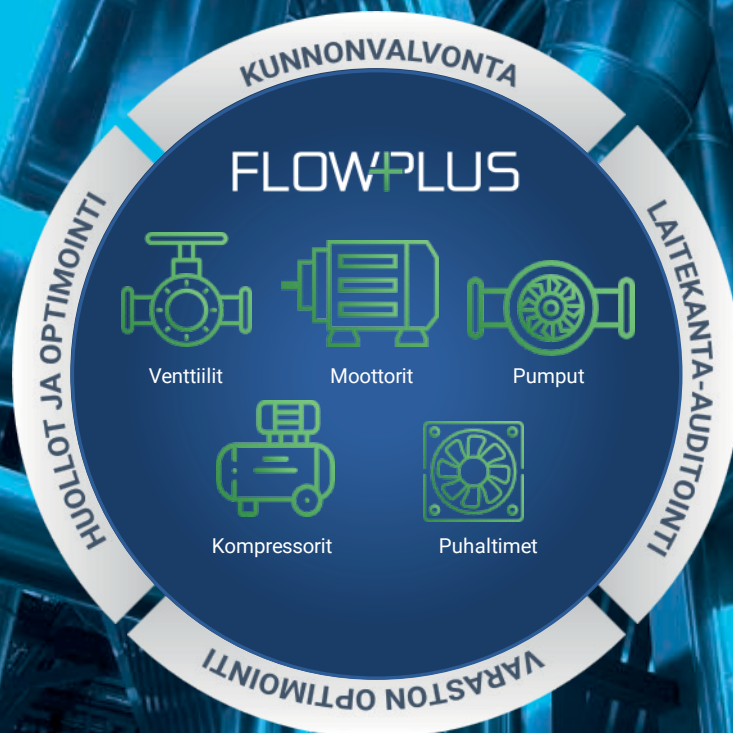 KUNNONVALVONTA
FLOWPLUS
HUOLLOT JA OPTIMOINTI
LAITEKANTA-AUDITOINTI
Venttiilit
Moottorit
Pumput
Kompressorit
Puhaltimet
VARASTON OPTIMOINTI